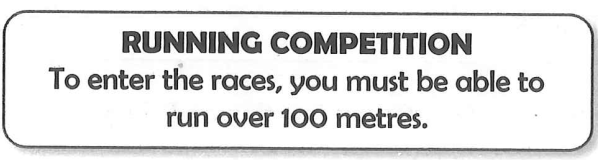 RUNNING COMPETITION
To enter the races, you must be able to
run over 100 metres.